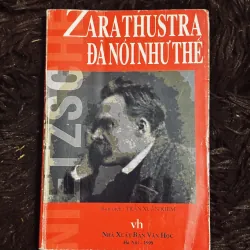 ZARATHUSTRA
ĐÃ NÓI NHƯ THẾ
NIETZSCHE
vh
NHÀ XUẤT BẢN VĂN HỌC